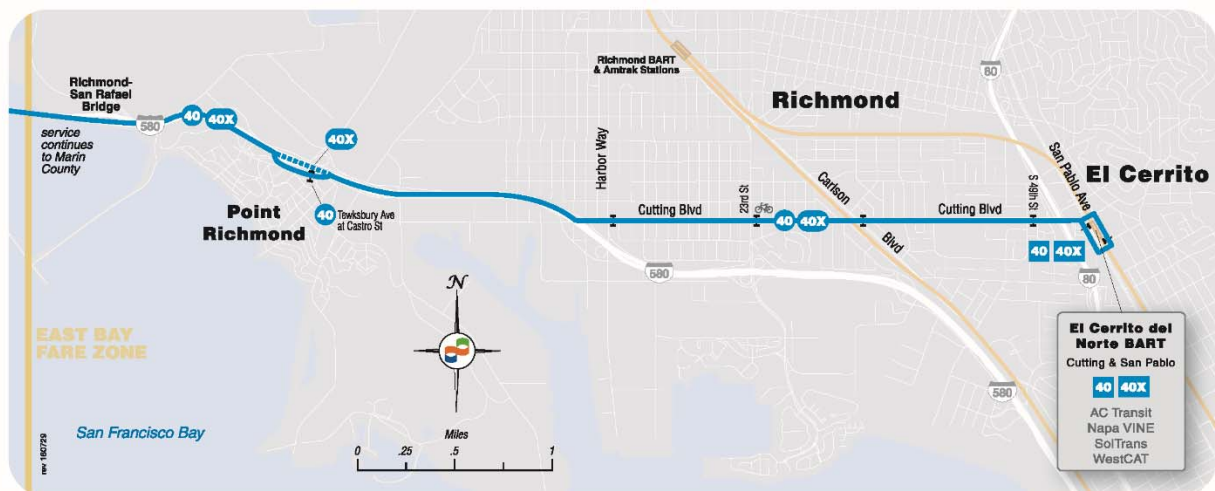 Richmond-
San Rafael
Bridge
580
40
40X
service
continues
to Marin
County
40X
40
Tewksbury Ave
at Castro St
Point
Richmond
Richmond BART
& Amtrak Stations
Richmond
80
El Cerrito
San Pablo Ave
Harbor Way
Cutting Blvd
23rd St
40
40X
Carlson
Blvd
Cutting Blvd
S 49th St
40
40X
80
580
580
El Cerrito del
Norte BART
Cutting & San Pablo
40
40X
AC Transit
Napa VINE
SolTrans
WestCAT
EAST BAY
FARE ZONE
San Francisco Bay
rev 160729
N
Miles
0 .25 .5 1